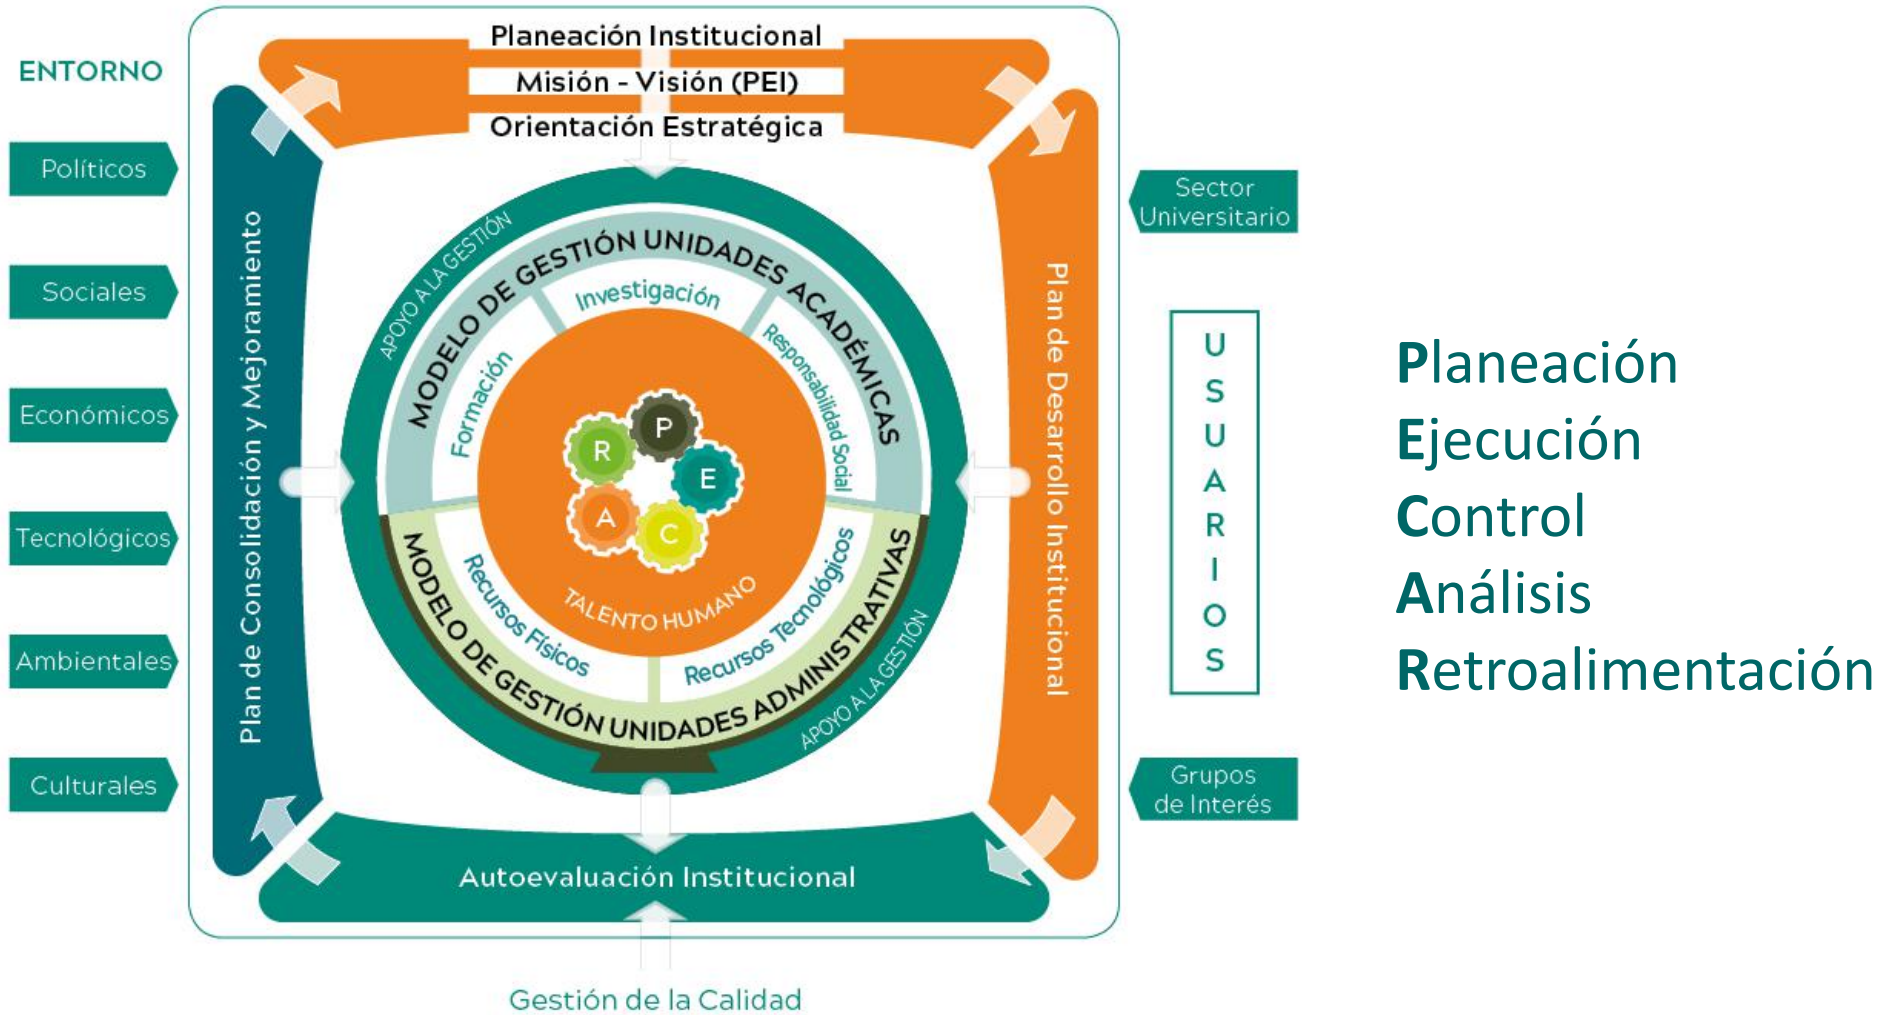 ENTORNO
Políticos
Sociales
Económicos
Tecnológicos
Ambientales
Culturales
Planeación Institucional
Misión - Visión (PEI)
Orientación Estratégica
Plan de Consolidación y Mejoramiento
APOYO A LA GESTIÓN
MODELO DE GESTIÓN UNIDADES ACADÉMICAS
Formación
Investigación
Responsabilidad Social
P
E
C
A
R
TALENTO HUMANO
Recursos Físicos
Recursos Tecnológicos
MODELO DE GESTIÓN UNIDADES ADMINISTRATIVAS
APOYO A LA GESTIÓN
Plan de Desarrollo Institucional
Autoevaluación Institucional
Gestión de la Calidad
Sector
Universitario
U
S
U
A
R
I
O
S
Grupos
de Interés
Planeación
Ejecución
Control
Análisis
Retroalimentación